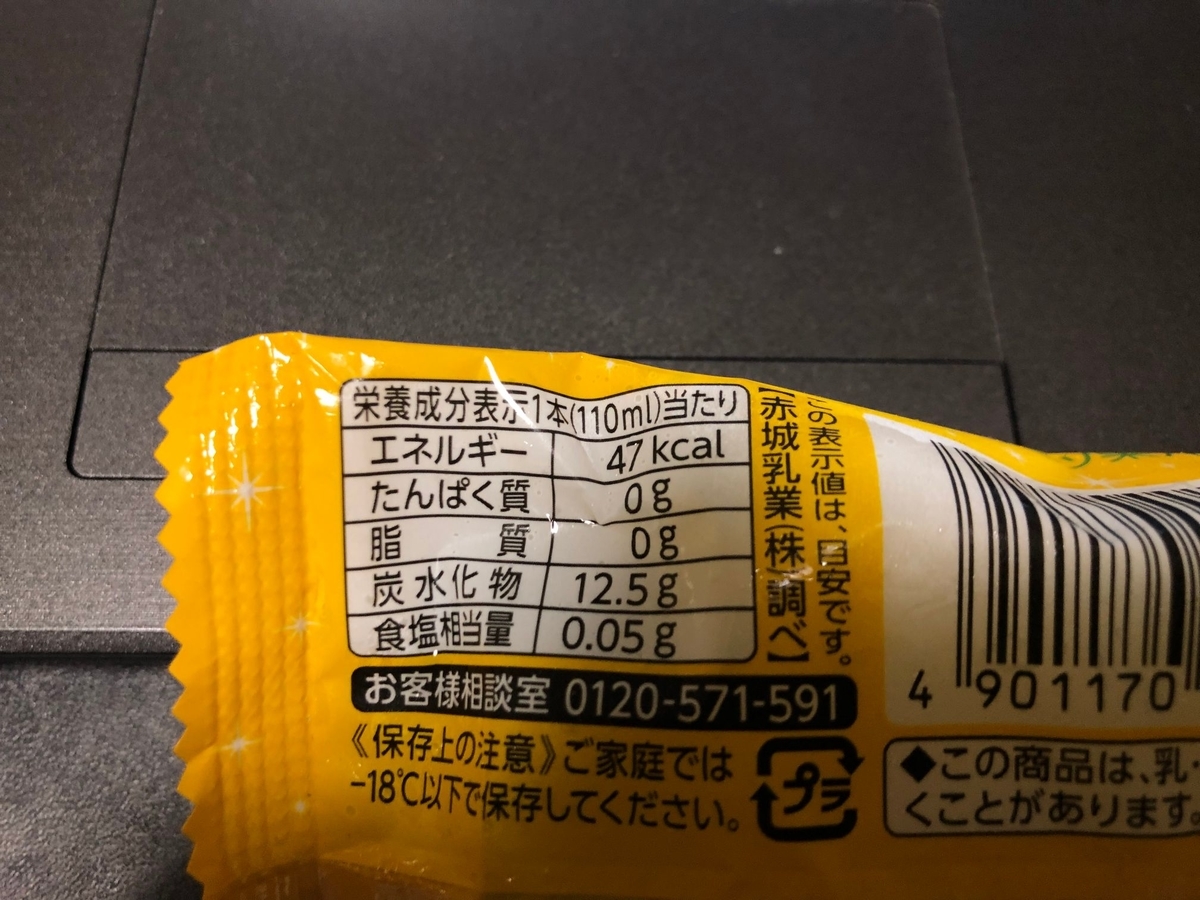 栄養成分表示1本(110ml)当たり
エネルギー 47kcal
たんぱく質 0g
脂質 0g
炭水化物 12.5g
食塩相当量 0.05g
この表示値は、目安です。
【赤城乳業(株)調べ】
お客様相談室 0120-571-591
《保存上の注意》ご家庭では
-18℃以下で保存してください。
プラ
4 901170
◆この商品は、乳・
くことがあります。